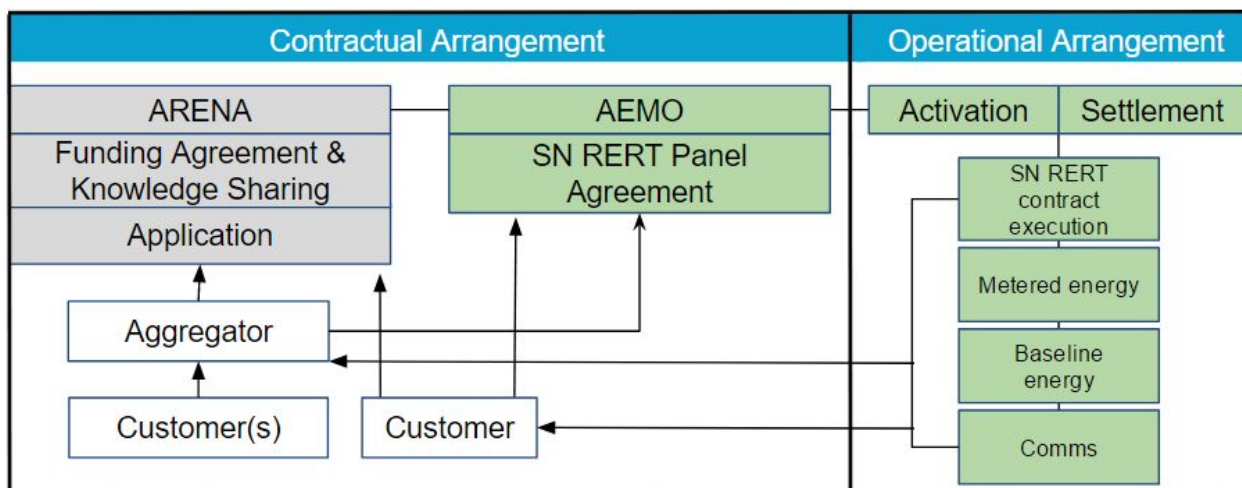 Contractual Arrangement
Operational Arrangement
ARENA
AEMO
Activation
Settlement
Funding Agreement &
Knowledge Sharing
SN RERT Panel
Agreement
Application
SN RERT
contract
execution
Metered energy
Aggregator
Baseline
energy
Customer(s)
Customer
Comms